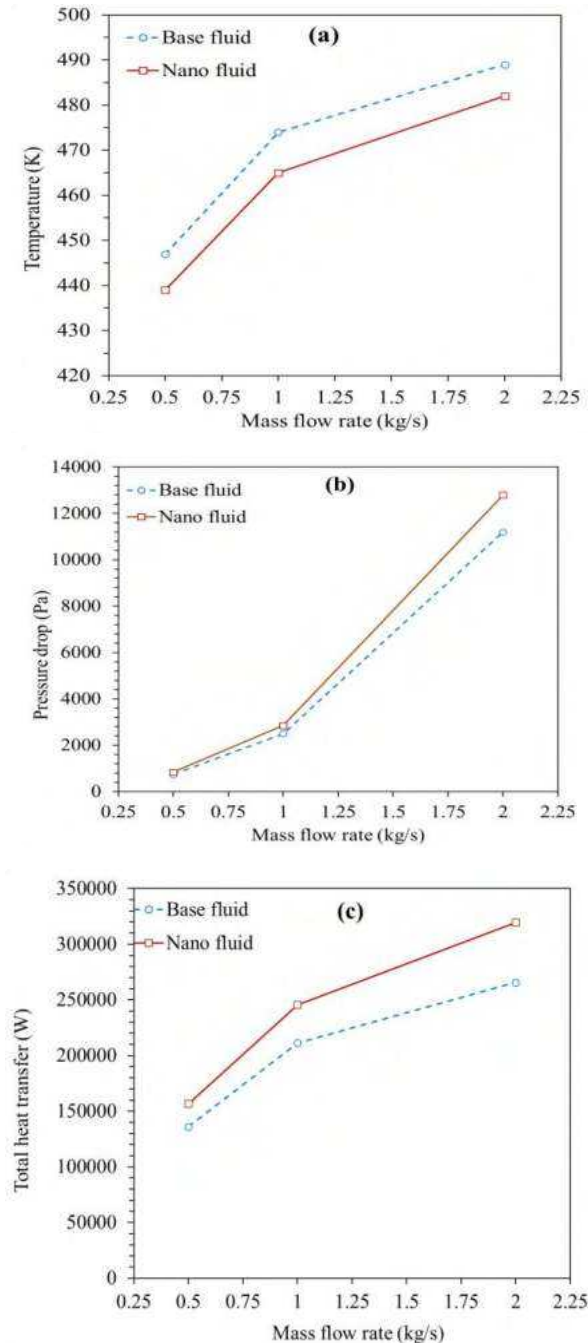 500
490
480
470
460
450
440
430
420
Temperature (K)
Base fluid
Nano fluid
(a)
0.25 0.5 0.75 1 1.25 1.5 1.75 2 2.25
Mass flow rate (kg/s)
14000
12000
10000
8000
6000
4000
2000
0
Pressure drop (Pa)
Base fluid
Nano fluid
(b)
0.25 0.5 0.75 1 1.25 1.5 1.75 2 2.25
Mass flow rate (kg/s)
350000
300000
250000
200000
150000
100000
50000
0
Total heat transfer (W)
Base fluid
Nano fluid
(c)
0.25 0.5 0.75 1 1.25 1.5 1.75 2 2.25
Mass flow rate (kg/s)